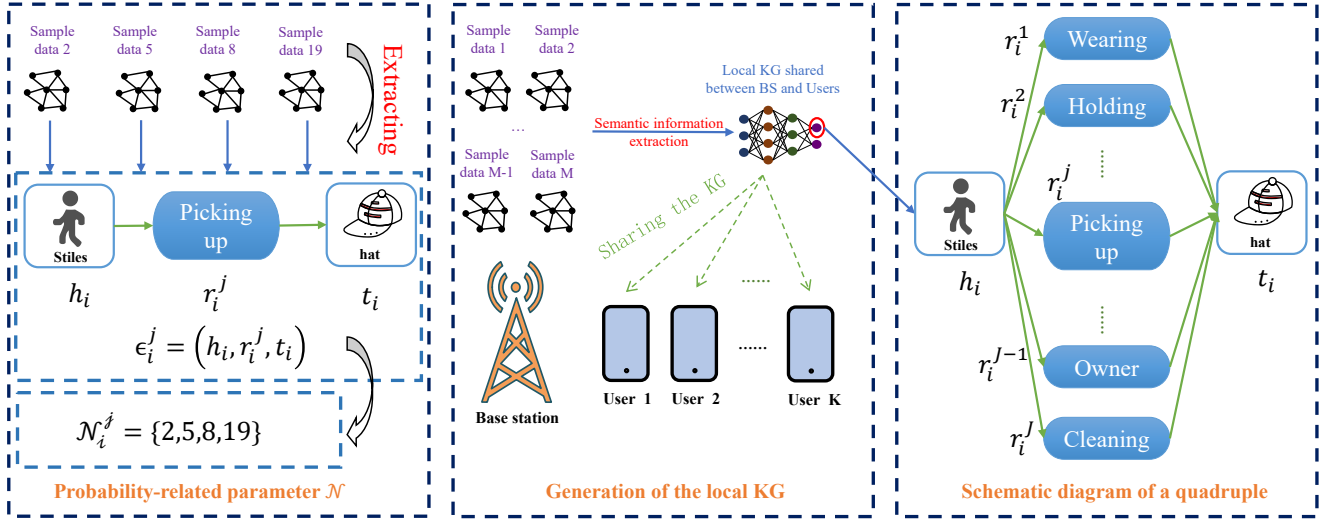 Sample
data 2
Sample
data 5
Sample
data 8
Sample
data 19
Extracting
Stiles
Picking
up
hat
h_i
r_i^j
t_i
ϵ_i^j = (h_i, r_i^j, t_i)
𝒩_i^𝒿 = {2,5,8,19}
Probability-related parameter 𝒩
Sample
data 1
Sample
data 2
...
Sample
data M-1
Sample
data M
Semantic information
extraction
Local KG shared
between BS and Users
Sharing the KG
......
Base station
User 1
User 2
......
User K
Generation of the local KG
r_i^1
Wearing
r_i^2
Holding
......
r_i^j
Stiles
Picking
up
hat
h_i
t_i
......
r_i^{J-1}
Owner
r_i^J
Cleaning
Schematic diagram of a quadruple